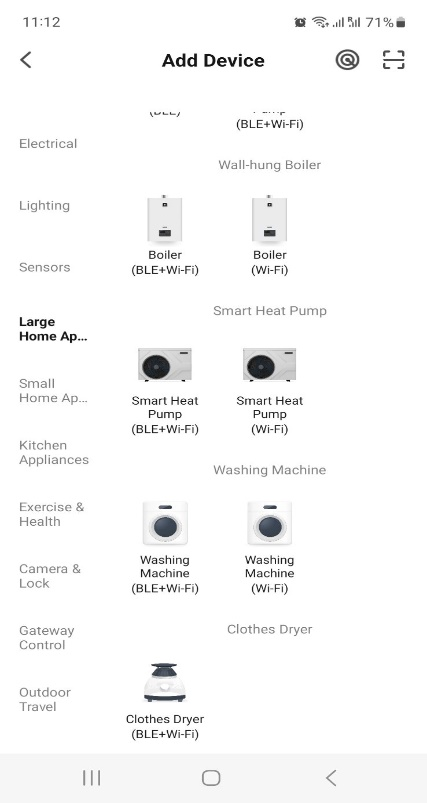 11:12
71%
Add Device
(BLE)
Pump
(BLE+Wi-Fi)
Electrical
Lighting
Sensors
Large
Home Ap...
Small
Home Ap...
Kitchen
Appliances
Exercise &
Health
Camera &
Lock
Gateway
Control
Outdoor
Travel
Wall-hung Boiler
Boiler
(BLE+Wi-Fi)
Boiler
(Wi-Fi)
Smart Heat Pump
Smart Heat
Pump
(BLE+Wi-Fi)
Smart Heat
Pump
(Wi-Fi)
Washing Machine
Washing
Machine
(BLE+Wi-Fi)
Washing
Machine
(Wi-Fi)
Clothes Dryer
Clothes Dryer
(BLE+Wi-Fi)